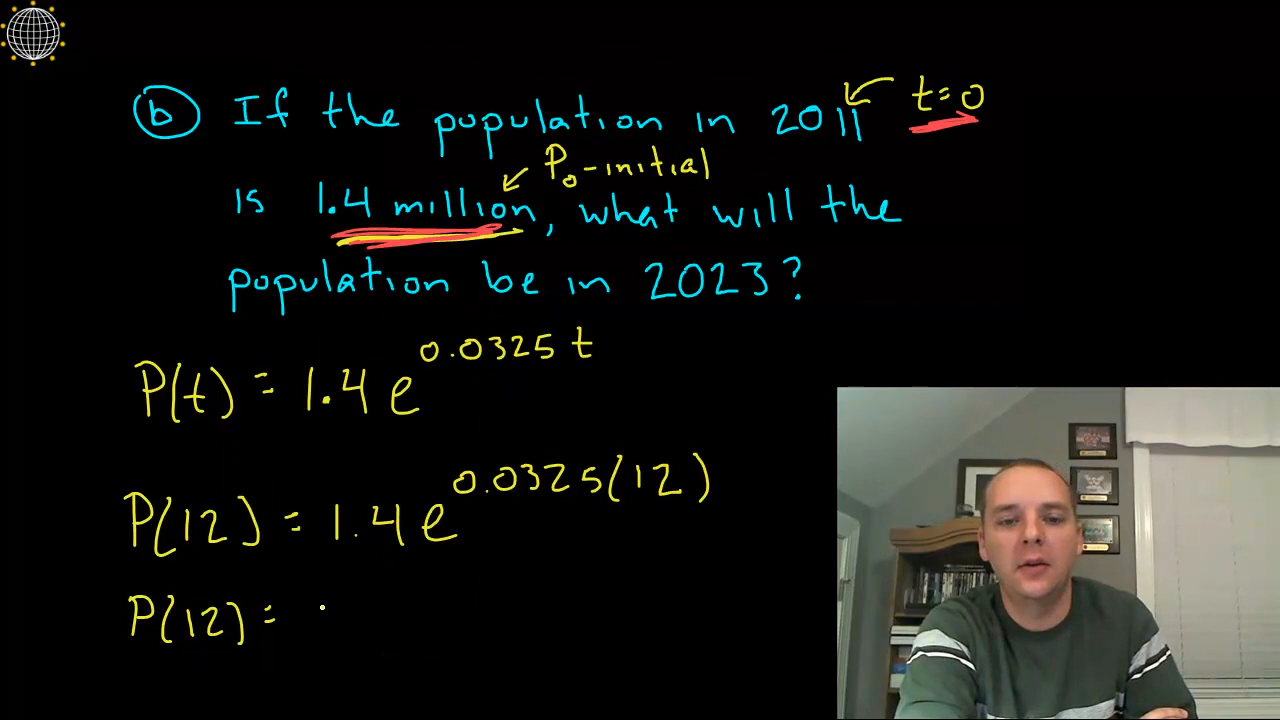 b If the population in 2011 t=0
P₀-initial
is 1.4 million, what will the
population be in 2023?
P(t) = 1.4 e^0.0325 t
P(12) = 1.4 e^0.0325(12)
P(12) =